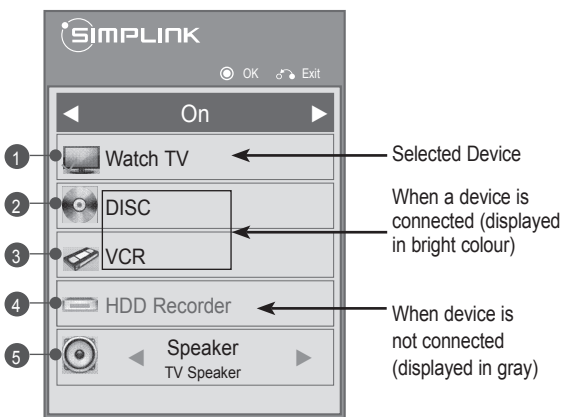 SIMPLINK
OK Exit
On
1 Watch TV
Selected Device
2 DISC
When a device is
connected (displayed
in bright colour)
3 VCR
4 HDD Recorder
When device is
not connected
(displayed in gray)
5 Speaker
TV Speaker